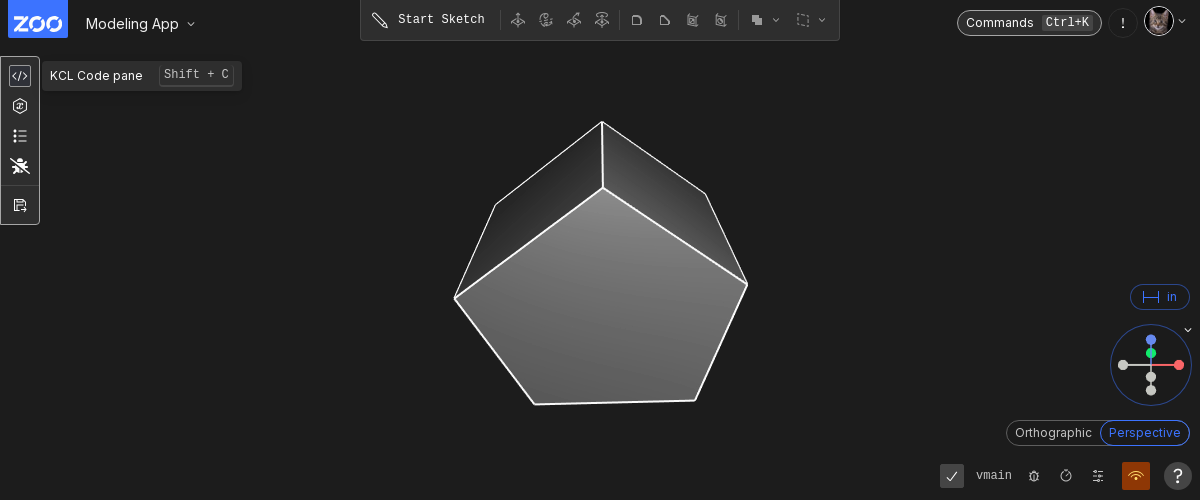 ZOO
Modeling App
Start Sketch
Commands Ctrl+K
!
KCL Code pane Shift + C
in
Orthographic Perspective
vmain
?